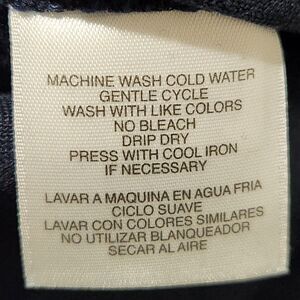 MACHINE WASH COLD WATER
GENTLE CYCLE
WASH WITH LIKE COLORS
NO BLEACH
DRIP DRY
PRESS WITH COOL IRON
IF NECESSARY
LAVAR A MAQUINA EN AGUA FRIA
CICLO SUAVE
LAVAR CON COLORES SIMILARES
NO UTILIZAR BLANQUEADOR
SECAR AL AIRE